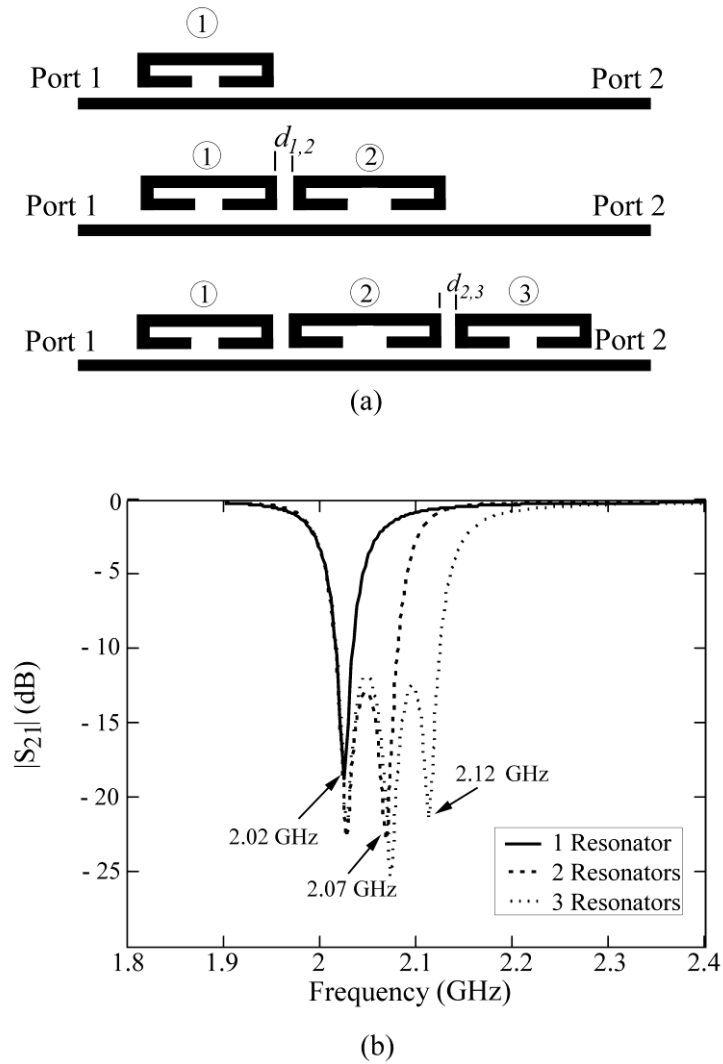 1
Port 1 Port 2
d1,2
1 2
Port 1 Port 2
d2,3
1 2 3
Port 1 Port 2
(a)
0
- 5
- 10
- 15
- 20
- 25
|S21| (dB)
2.02 GHz
2.07 GHz
2.12 GHz
1 Resonator
2 Resonators
3 Resonators
1.8 1.9 2 2.1 2.2 2.3 2.4
Frequency (GHz)
(b)